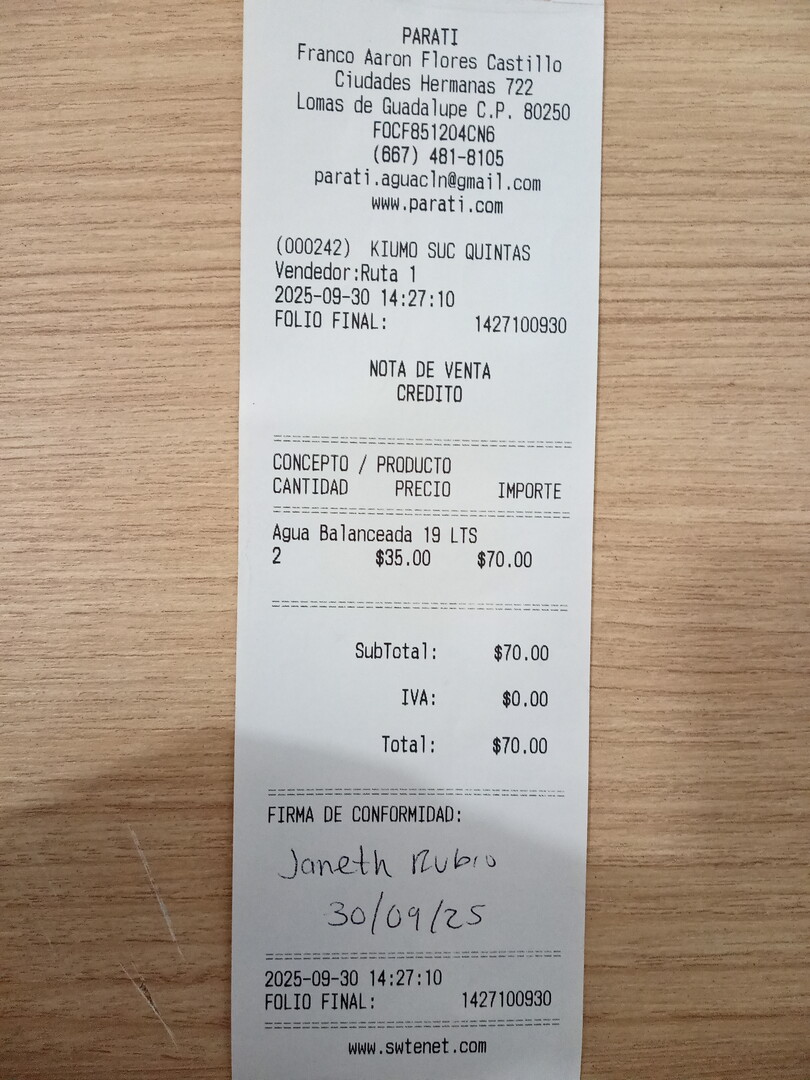 PARATI
Franco Aaron Flores Castillo
Ciudades Hermanas 722
Lomas de Guadalupe C.P. 80250
FOCF851204CN6
(667) 481-8105
parati.aguacln@gmail.com
www.parati.com
(000242) KIUMO SUC QUINTAS
Vendedor:Ruta 1
2025-09-30 14:27:10
FOLIO FINAL: 1427100930
NOTA DE VENTA
CREDITO
CONCEPTO / PRODUCTO
CANTIDAD PRECIO IMPORTE
Agua Balanceada 19 LTS
2 $35.00 $70.00
SubTotal: $70.00
IVA: $0.00
Total: $70.00
FIRMA DE CONFORMIDAD:
Janeth Rubio
30/09/25
2025-09-30 14:27:10
FOLIO FINAL: 1427100930
www.swtenet.com